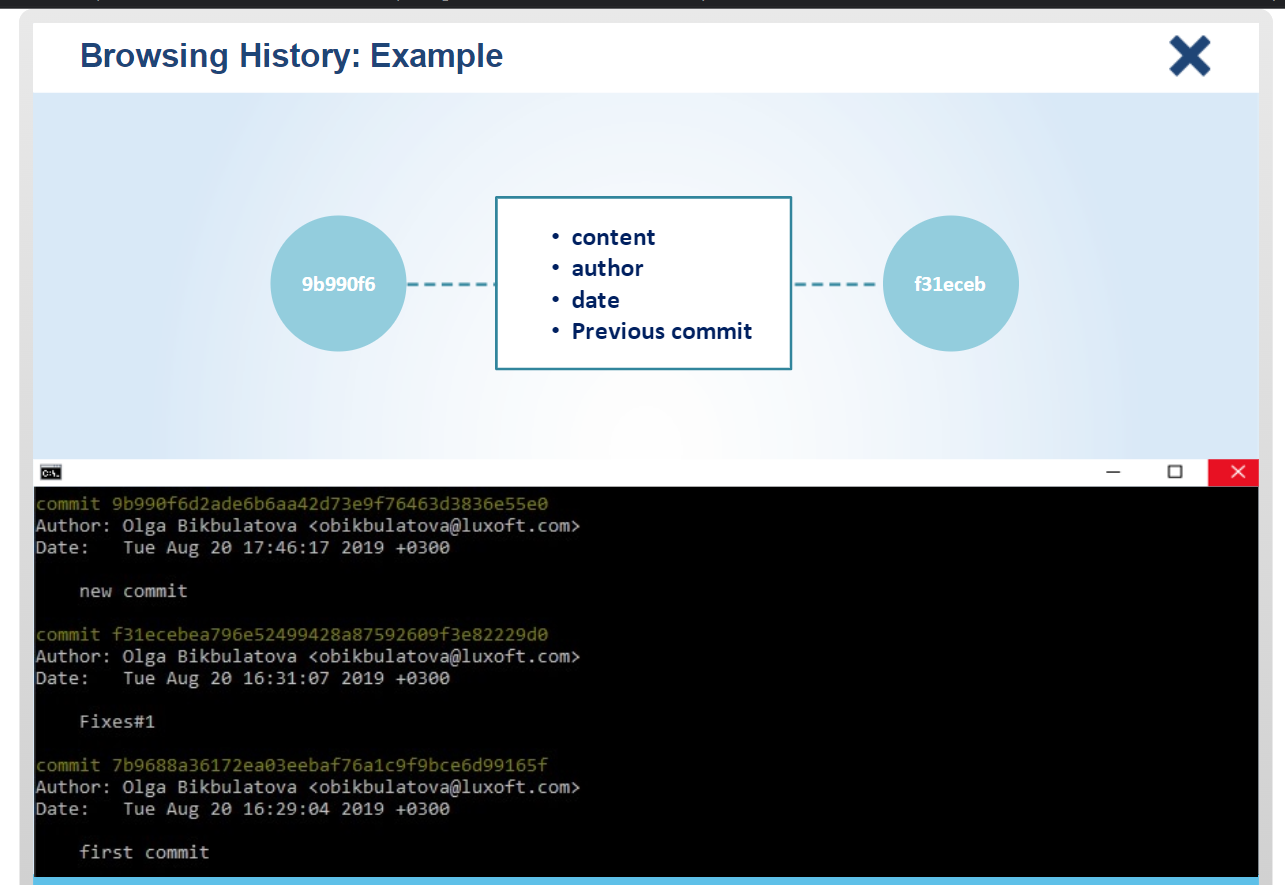 Browsing History: Example
9b990f6
• content
• author
• date
• Previous commit
f31eceb
C:\.
commit 9b990f6d2ade6b6aa42d73e9f76463d3836e55e0
Author: Olga Bikbulatova <obikbulatova@luxoft.com>
Date:   Tue Aug 20 17:46:17 2019 +0300
new commit
commit f31ecebea796e52499428a87592609f3e82229d0
Author: Olga Bikbulatova <obikbulatova@luxoft.com>
Date:   Tue Aug 20 16:31:07 2019 +0300
Fixes#1
commit 7b9688a36172ea03eebaf76a1c9f9bce6d99165f
Author: Olga Bikbulatova <obikbulatova@luxoft.com>
Date:   Tue Aug 20 16:29:04 2019 +0300
first commit